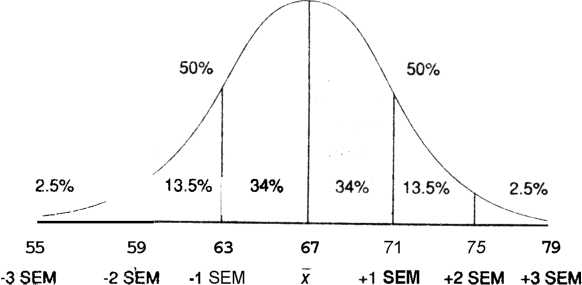 50% 50%
2.5% 13.5% 34% 34% 13.5% 2.5%
55 59 63 67 71 75 79
-3 SEM -2 SEM -1 SEM x̄ +1 SEM +2 SEM +3 SEM